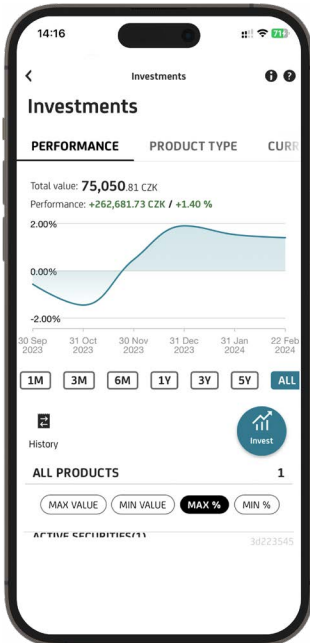 14:16
71
Investments
Investments
PERFORMANCE PRODUCT TYPE CURR
Total value: 75,050.81 CZK
Performance: +262,681.73 CZK / +1.40 %
2.00%
0.00%
-2.00%
30 Sep 31 Oct 30 Nov 31 Dec 31 Jan 22 Feb
2023 2023 2023 2023 2024 2024
1M 3M 6M 1Y 3Y 5Y ALL
History
Invest
ALL PRODUCTS 1
MAX VALUE MIN VALUE MAX % MIN %
ACTIVE SECURITIES(1)
3d223545